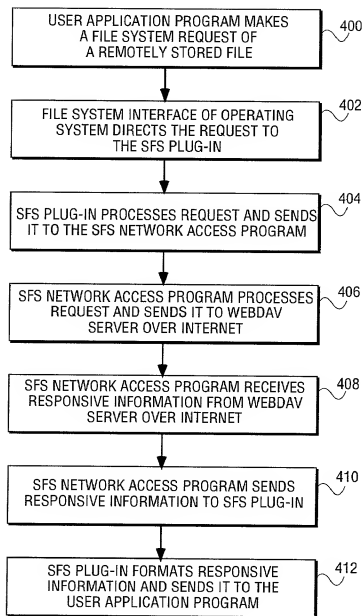 USER APPLICATION PROGRAM MAKES
A FILE SYSTEM REQUEST OF
A REMOTELY STORED FILE
400
FILE SYSTEM INTERFACE OF OPERATING
SYSTEM DIRECTS THE REQUEST TO
THE SFS PLUG-IN
402
SFS PLUG-IN PROCESSES REQUEST AND SENDS
IT TO THE SFS NETWORK ACCESS PROGRAM
404
SFS NETWORK ACCESS PROGRAM PROCESSES
REQUEST AND SENDS IT TO WEBDAV
SERVER OVER INTERNET
406
SFS NETWORK ACCESS PROGRAM RECEIVES
RESPONSIVE INFORMATION FROM WEBDAV
SERVER OVER INTERNET
408
SFS NETWORK ACCESS PROGRAM SENDS
RESPONSIVE INFORMATION TO SFS PLUG-IN
410
SFS PLUG-IN FORMATS RESPONSIVE
INFORMATION AND SENDS IT TO
THE USER APPLICATION PROGRAM
412